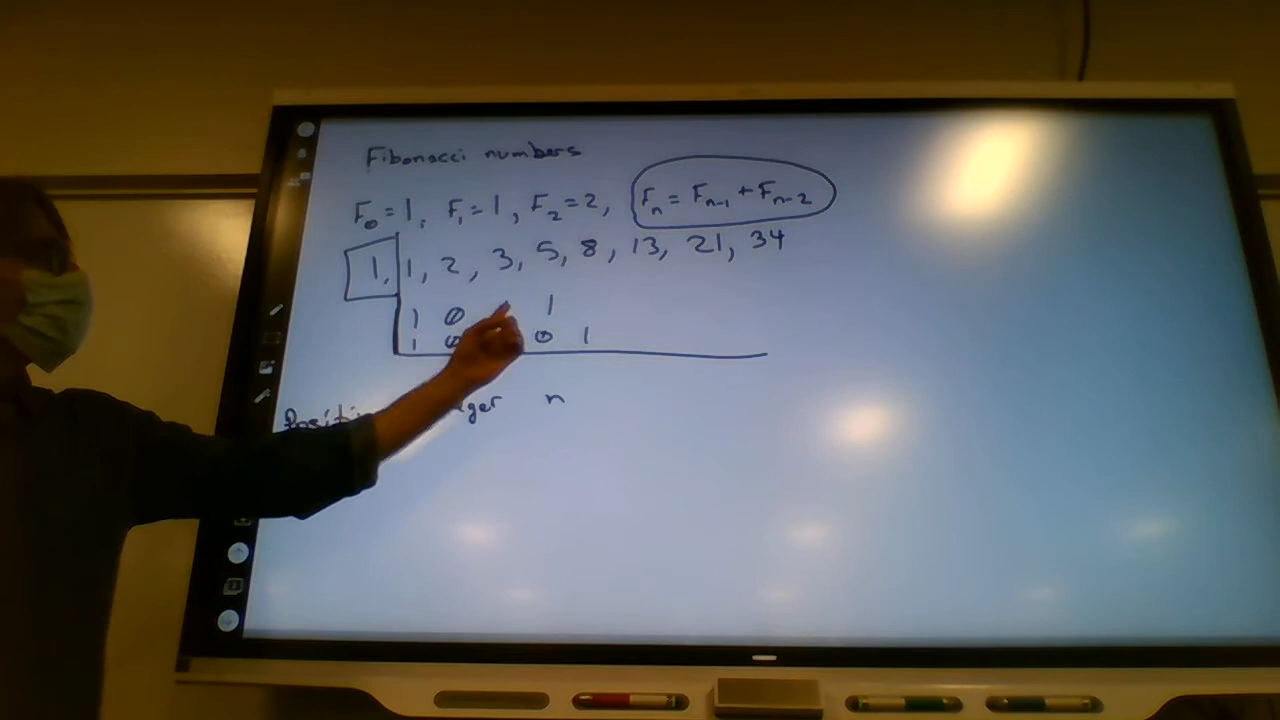 Fibonacci numbers
F₀ = 1, F₁ = 1, F₂ = 2, Fₙ = Fₙ₋₁ + Fₙ₋₂
1, 1, 2, 3, 5, 8, 13, 21, 34
1 0 1
1 0 0 1
n